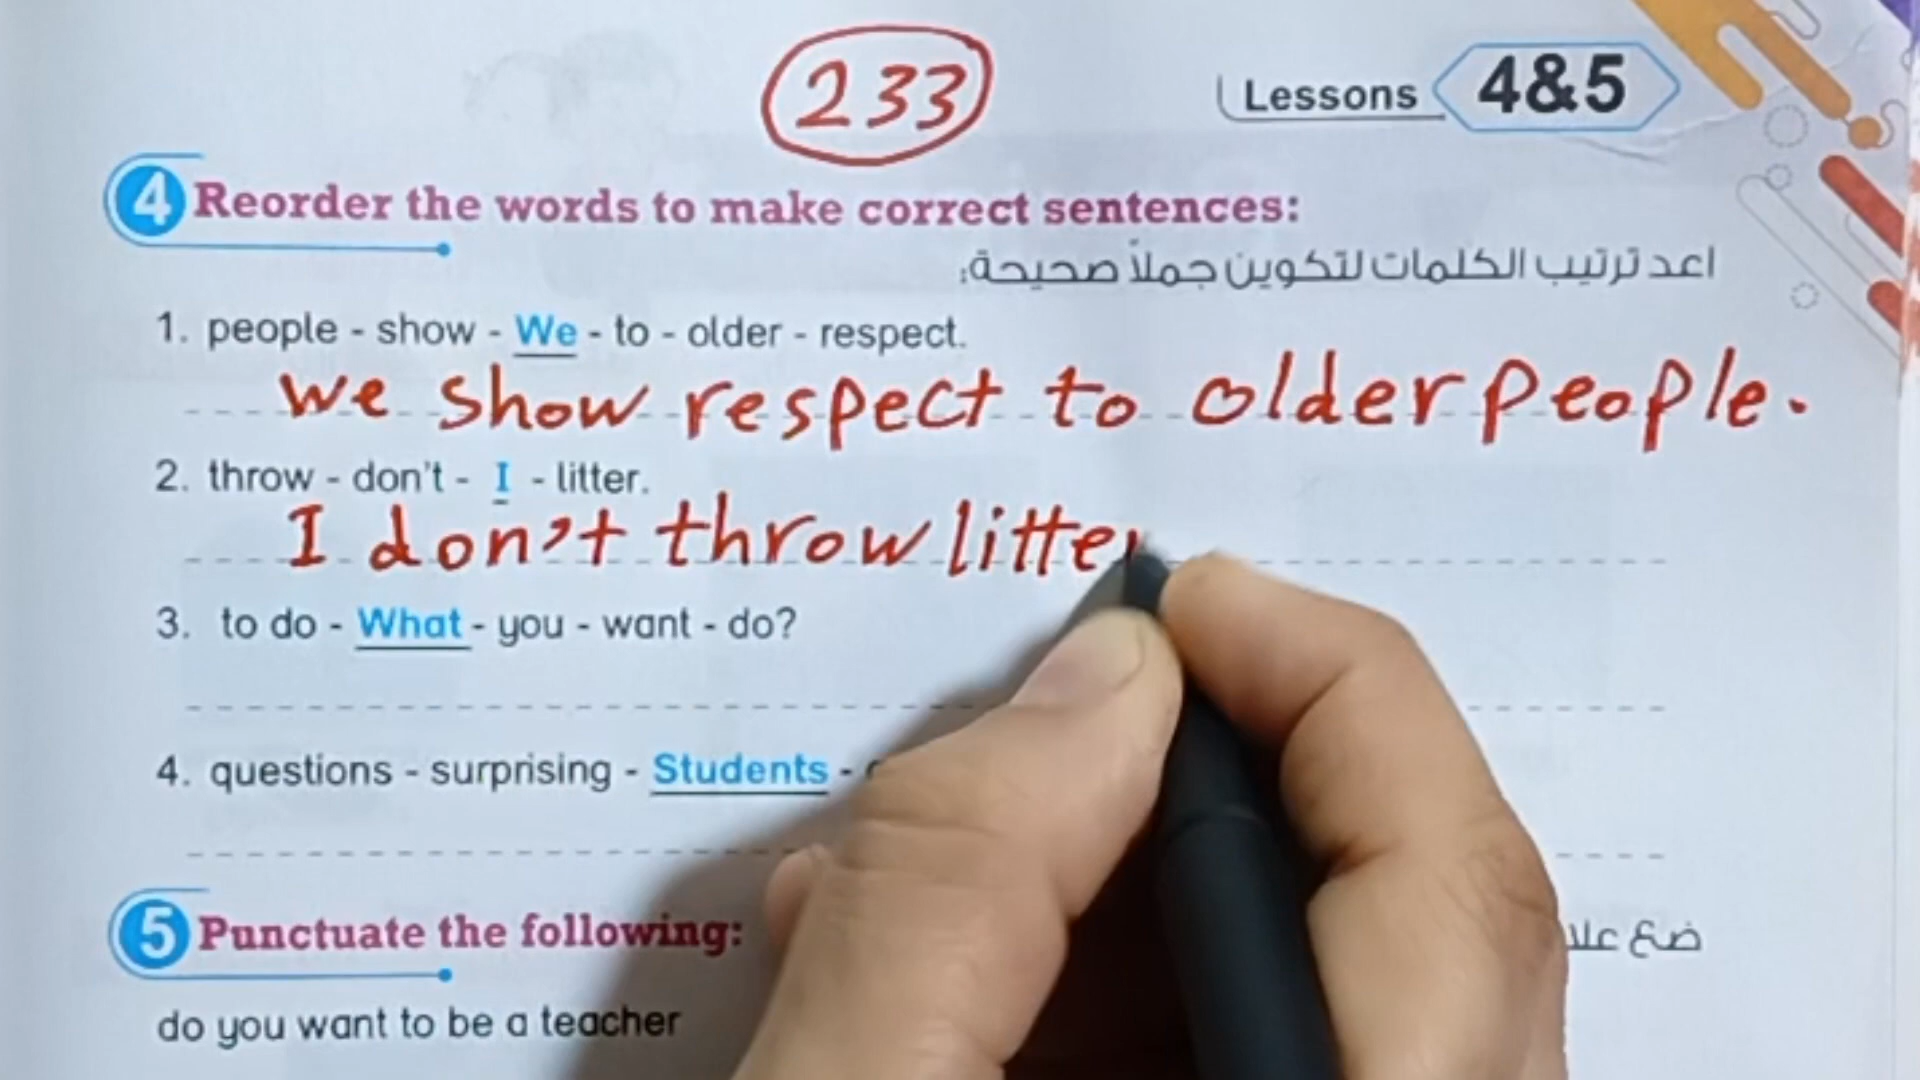 233
Lessons 4&5
4 Reorder the words to make correct sentences:
اعد ترتيب الكلمات لتكوين جملاً صحيحة:
1. people - show - We - to - older - respect.
we show respect to older people.
2. throw - don't - I - litter.
I don't throw litter
3. to do - What - you - want - do?
4. questions - surprising - Students -
5 Punctuate the following:
ضع
do you want to be a teacher